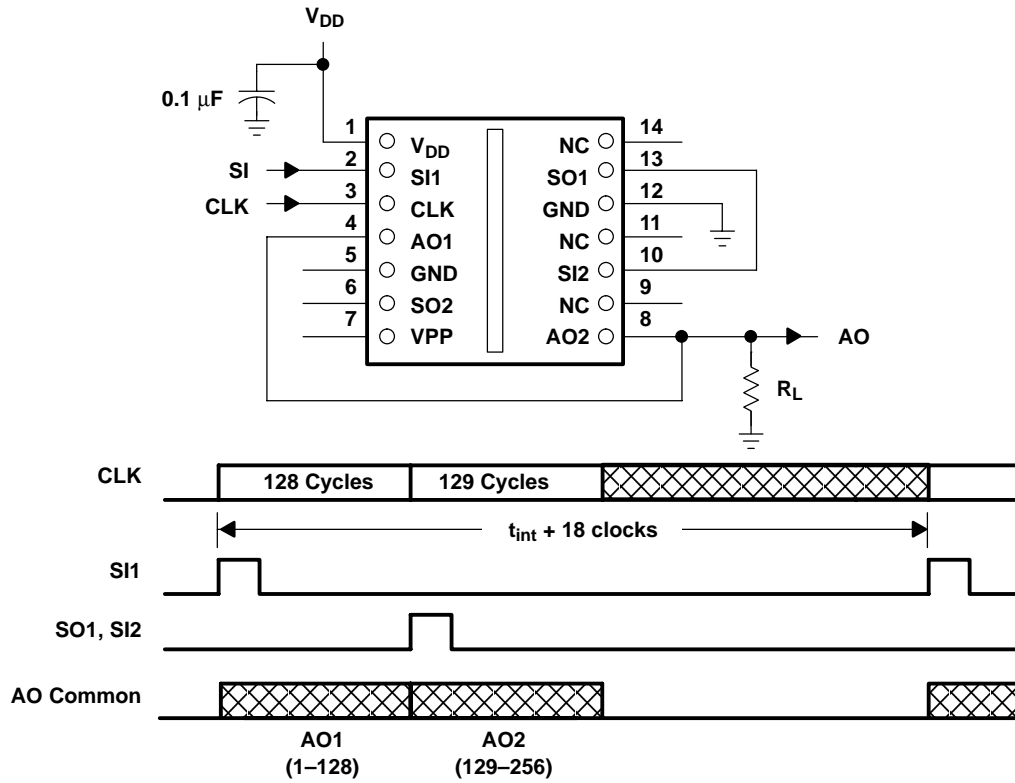 VDD
0.1 μF
1 14
VDD NC
2 13
SI SI1 SO1
3 12
CLK CLK GND
4 11
AO1 NC
5 10
GND SI2
6 9
SO2 NC
7 8
VPP AO2 AO
RL
CLK 128 Cycles 129 Cycles
tint + 18 clocks
SI1
SO1, SI2
AO Common
AO1 AO2
(1–128) (129–256)